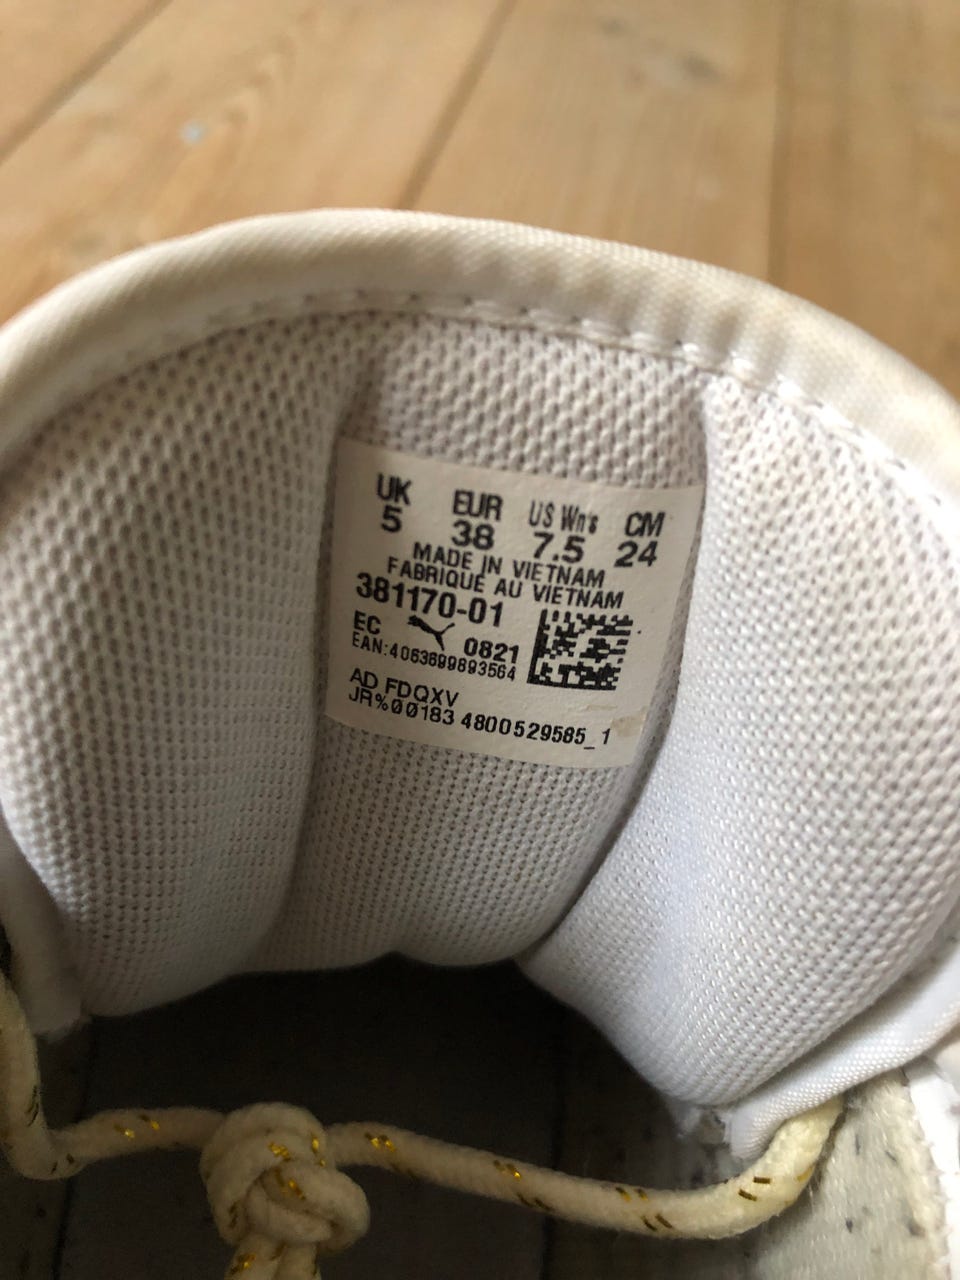 UK EUR US Wn's CM
5 38 7.5 24
MADE IN VIETNAM
FABRIQUE AU VIETNAM
381170-01
EC 0821
EAN:4063699893564
AD FDQXV
JR%00183 4800529585_1